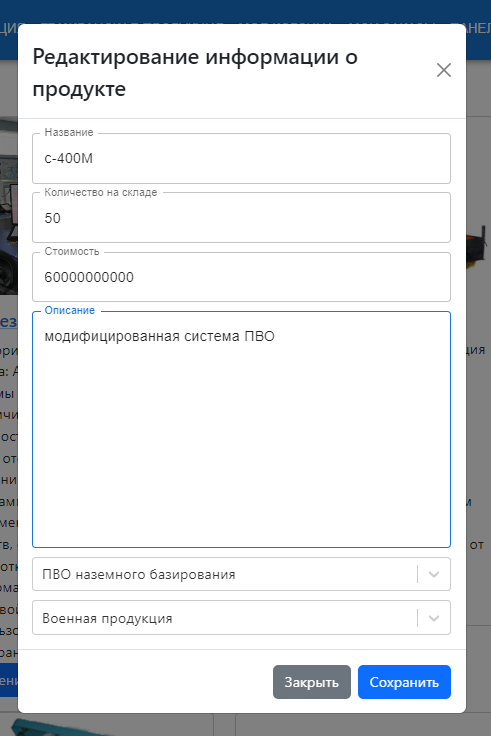 Редактирование информации о
продукте
Название
с-400М
Количество на складе
50
Стоимость
60000000000
Описание
модифицированная система ПВО
ПВО наземного базирования
Военная продукция
Закрыть
Сохранить